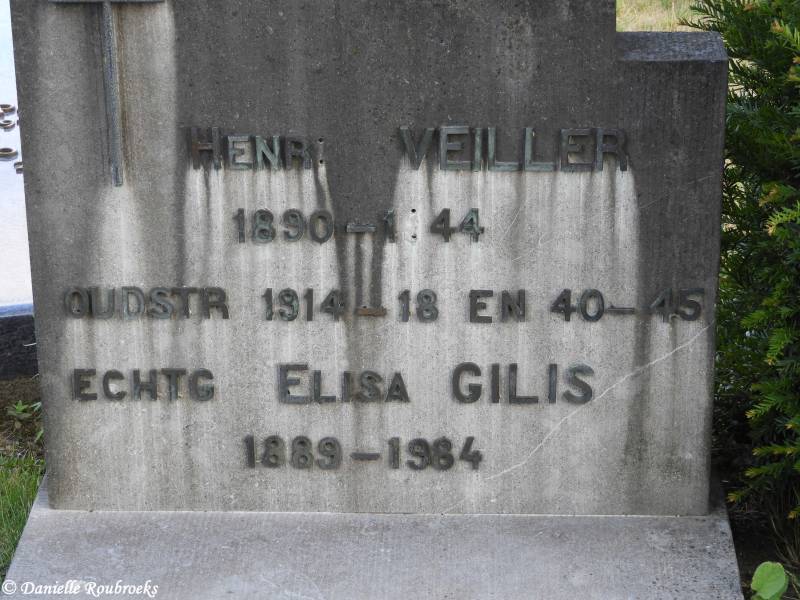 HENRI VEILLER
1890-1 44
OUDSTR 1914-18 EN 40-45
ECHTG ELISA GILIS
1889-1984
© Danielle Roubroeks